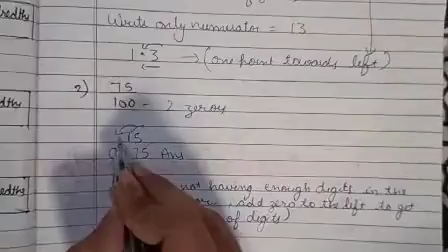 redths
Write only numerator = 13
1.3 → (one point towards left)
2) 75
100 - 2 zeros
75
75 Ans
not having enough digits in the
add zero to the left to get
of digits)